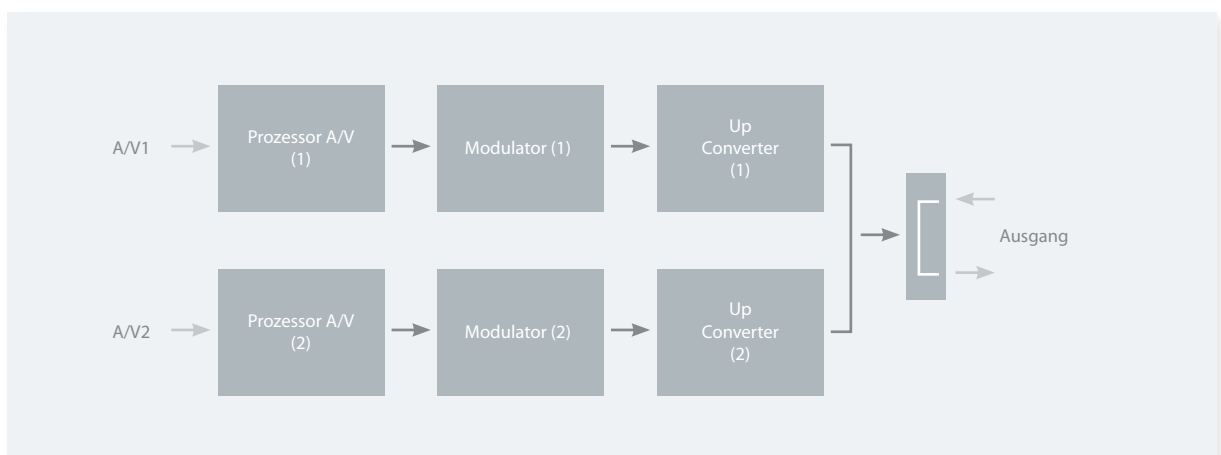 A/V1
Prozessor A/V
(1)
Modulator (1)
Up
Converter
(1)
Ausgang
A/V2
Prozessor A/V
(2)
Modulator (2)
Up
Converter
(2)